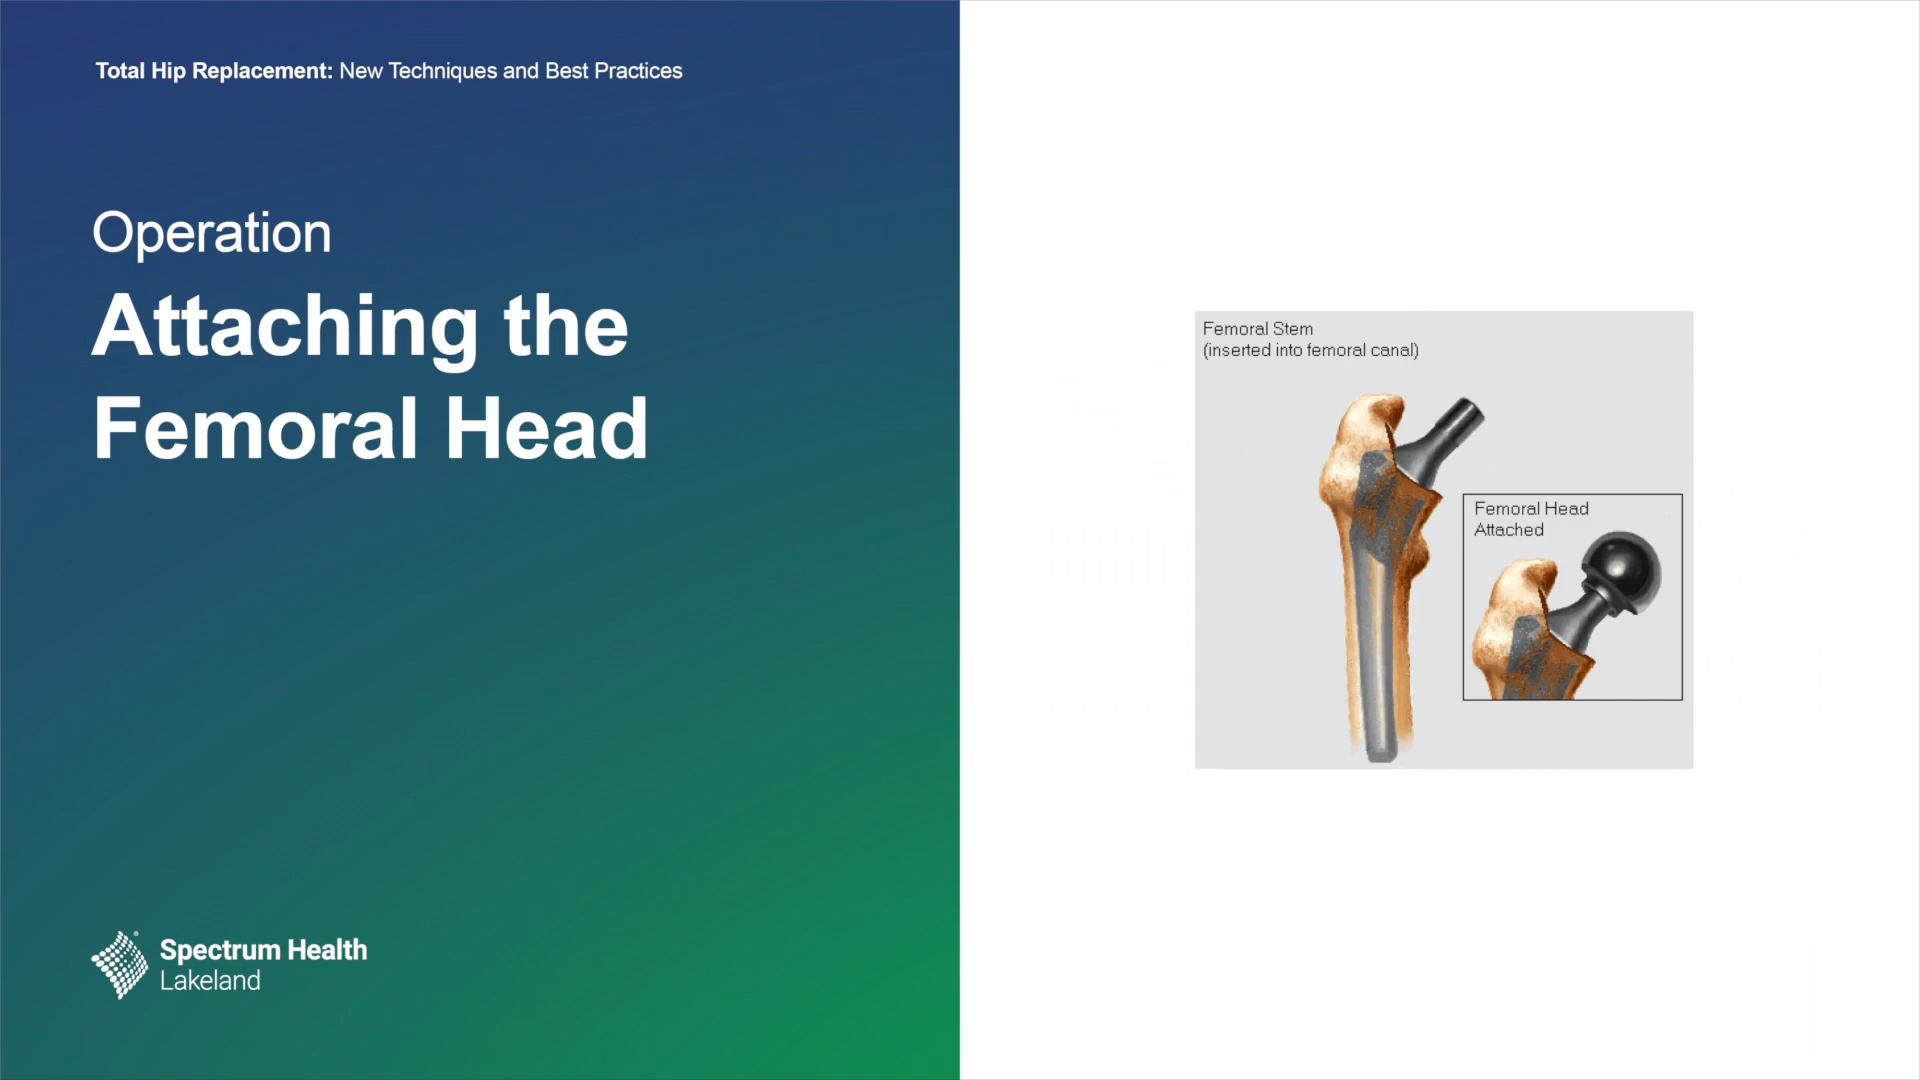 Total Hip Replacement: New Techniques and Best Practices
Operation
Attaching the
Femoral Head
Femoral Stem
(inserted into femoral canal)
Femoral Head
Attached
Spectrum Health
Lakeland